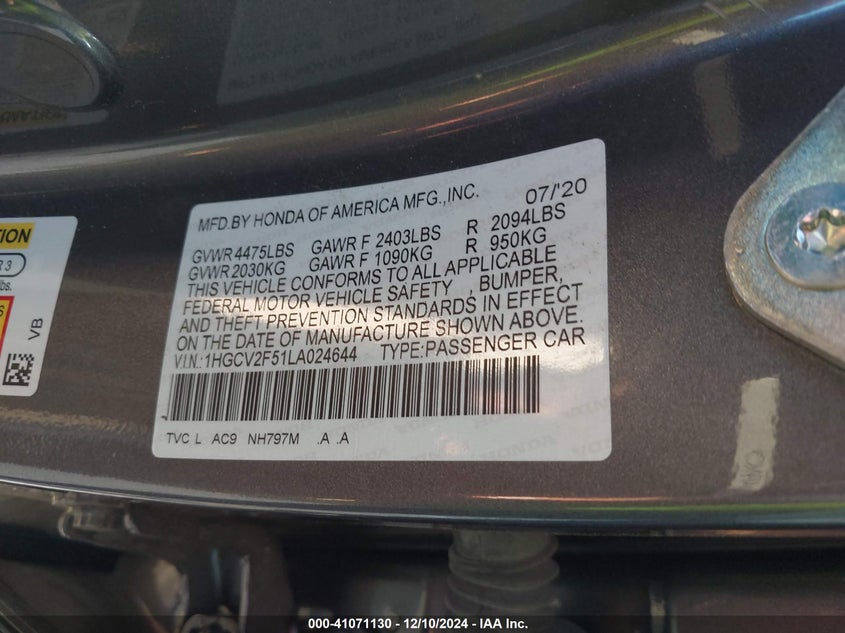 MFD.BY HONDA OF AMERICA MFG.,INC. 07/'20
GVWR 4475LBS GAWR F 2403LBS R 2094LBS
GVWR 2030KG GAWR F 1090KG R 950KG
THIS VEHICLE CONFORMS TO ALL APPLICABLE
FEDERAL MOTOR VEHICLE SAFETY , BUMPER,
AND THEFT PREVENTION STANDARDS IN EFFECT
ON THE DATE OF MANUFACTURE SHOWN ABOVE.
V.I.N.:1HGCV2F51LA024644 TYPE:PASSENGER CAR
TVC L AC9 NH797M .A .A
R 3
lbs.
VB
000-41071130 - 12/10/2024 - IAA Inc.